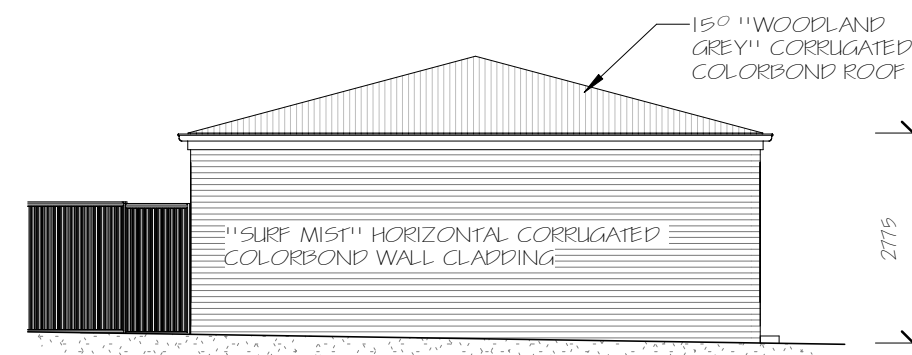 15° "WOODLAND
GREY" CORRUGATED
COLORBOND ROOF
"SURF MIST" HORIZONTAL CORRUGATED
COLORBOND WALL CLADDING
2775